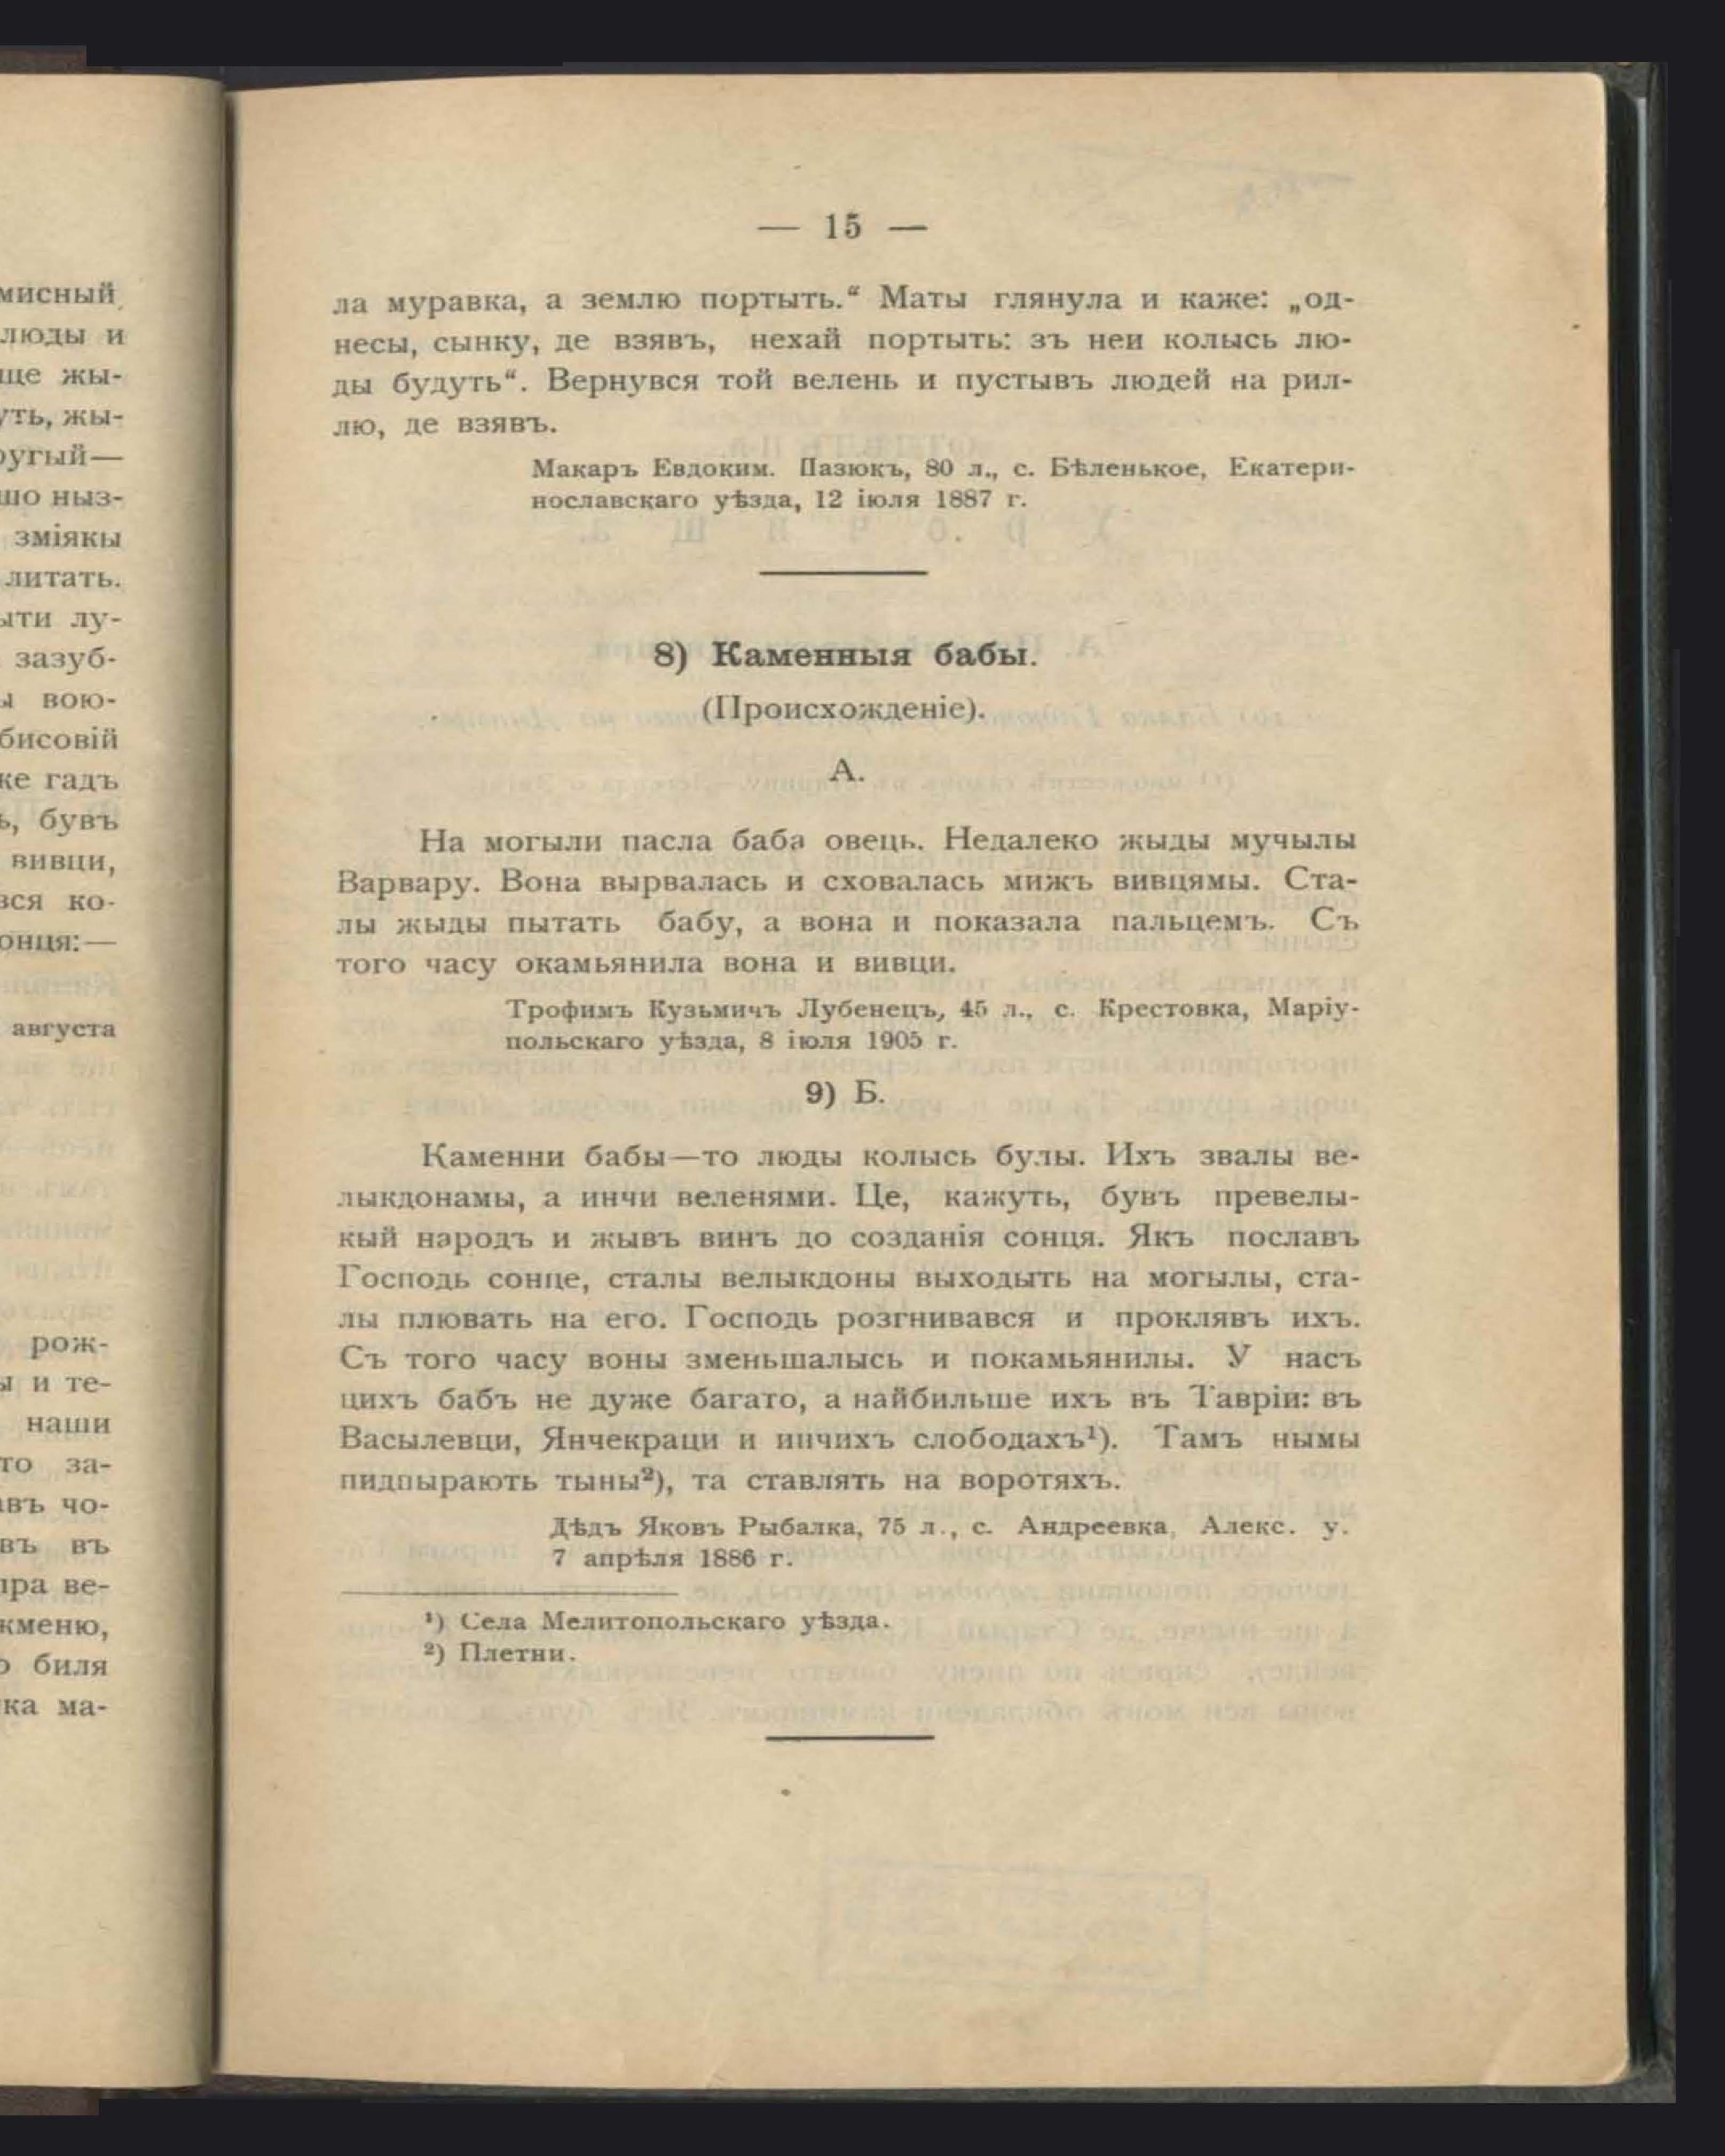 — 15 —
ла муравка, а землю портыть.“ Маты глянула и каже: „од-
несы, сынку, де взявъ, нехай портыть: зъ неи колысь лю-
ды будуть“. Вернувся той велень и пустывъ людей на рил-
лю, де взявъ.
Макаръ Евдоким. Пазюкъ, 80 л., с. Бѣленькое, Екатери-
нославскаго уѣзда, 12 іюля 1887 г.
8) Каменныя бабы.
(Происхожденіе).
А.
На могыли пасла баба овець. Недалеко жыды мучылы
Варвару. Вона вырвалась и сховалась мижъ вивцямы. Ста-
лы жыды пытать бабу, а вона и показала пальцемъ. Съ
того часу окамьянила вона и вивци.
Трофимъ Кузьмичъ Лубенецъ, 45 л., с. Крестовка, Маріу-
польскаго уѣзда, 8 іюля 1905 г.
9) Б.
Каменни бабы—то люды колысь булы. Ихъ звалы ве-
лыкдонамы, а инчи веленями. Це, кажуть, бувъ превелы-
кый народъ и жывъ винъ до созданія сонця. Якъ пославъ
Господь сонце, сталы велыкдоны выходыть на могылы, ста-
лы плювать на его. Господь розгнивався и проклявъ ихъ.
Съ того часу воны зменьшалысь и покамьянилы. У насъ
цихъ бабъ не дуже багато, а найбильше ихъ въ Тавріи: въ
Васылевци, Янчекраци и инчихъ слободахъ¹). Тамъ нымы
пидпырають тыны²), та ставлять на воротяхъ.
Дѣдъ Яковъ Рыбалка, 75 л., с. Андреевка, Алекс. у.
7 апрѣля 1886 г.
¹) Села Мелитопольскаго уѣзда.
²) Плетни.